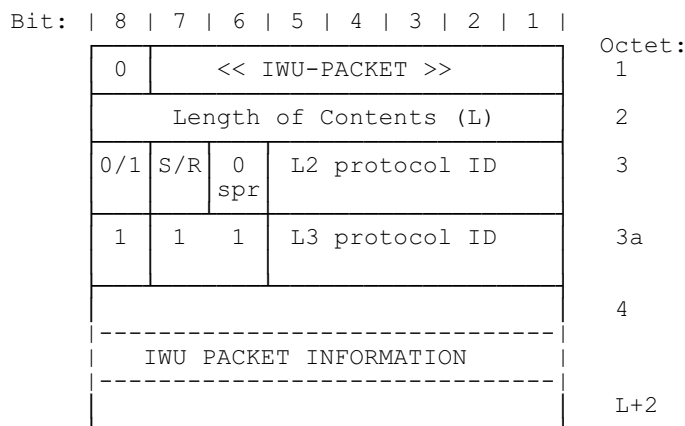 Bit: | 8 | 7 | 6 | 5 | 4 | 3 | 2 | 1 |
Octet:
0 << IWU-PACKET >> 1
Length of Contents (L) 2
0/1 S/R 0 L2 protocol ID 3
spr
1 1 1 L3 protocol ID 3a
4
IWU PACKET INFORMATION
L+2